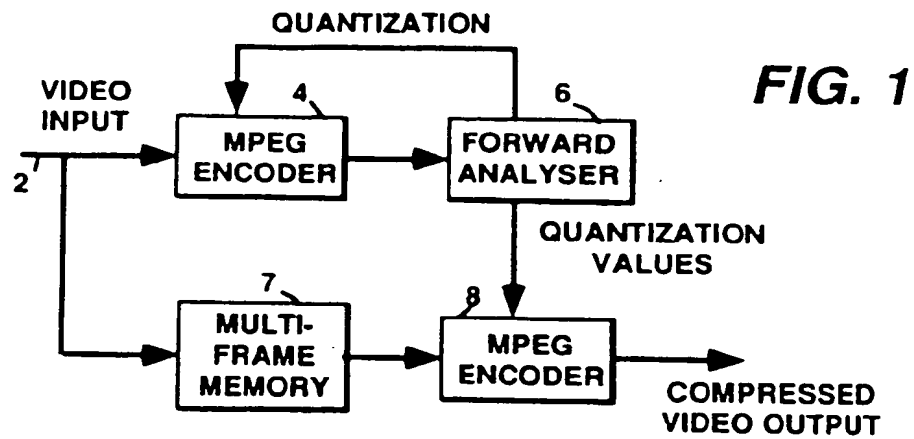 QUANTIZATION
FIG. 1
VIDEO
INPUT
4
6
MPEG
ENCODER
FORWARD
ANALYSER
2
QUANTIZATION
VALUES
7
8
MULTI-
FRAME
MEMORY
MPEG
ENCODER
COMPRESSED
VIDEO OUTPUT